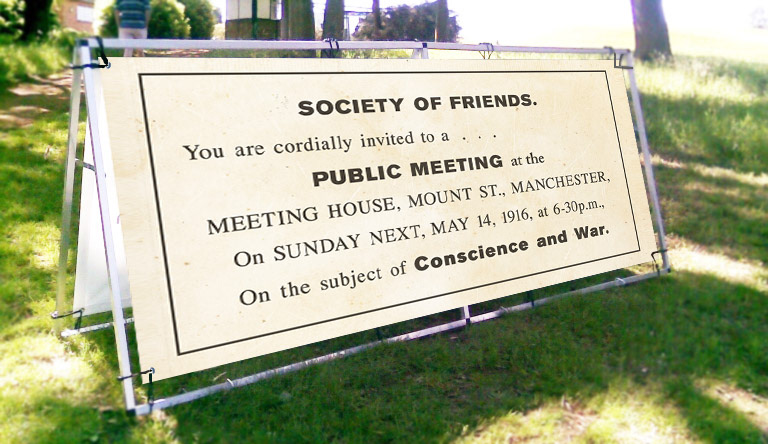 SOCIETY OF FRIENDS.
You are cordially invited to a . . .
PUBLIC MEETING at the
MEETING HOUSE, MOUNT ST., MANCHESTER,
On SUNDAY NEXT, MAY 14, 1916, at 6-30p.m.,
On the subject of Conscience and War.